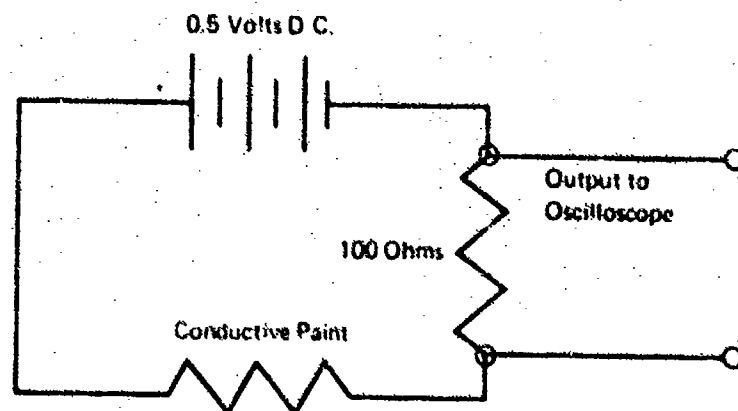 0.5 Volts D C.
Output to
Oscilloscope
100 Ohms
Conductive Paint